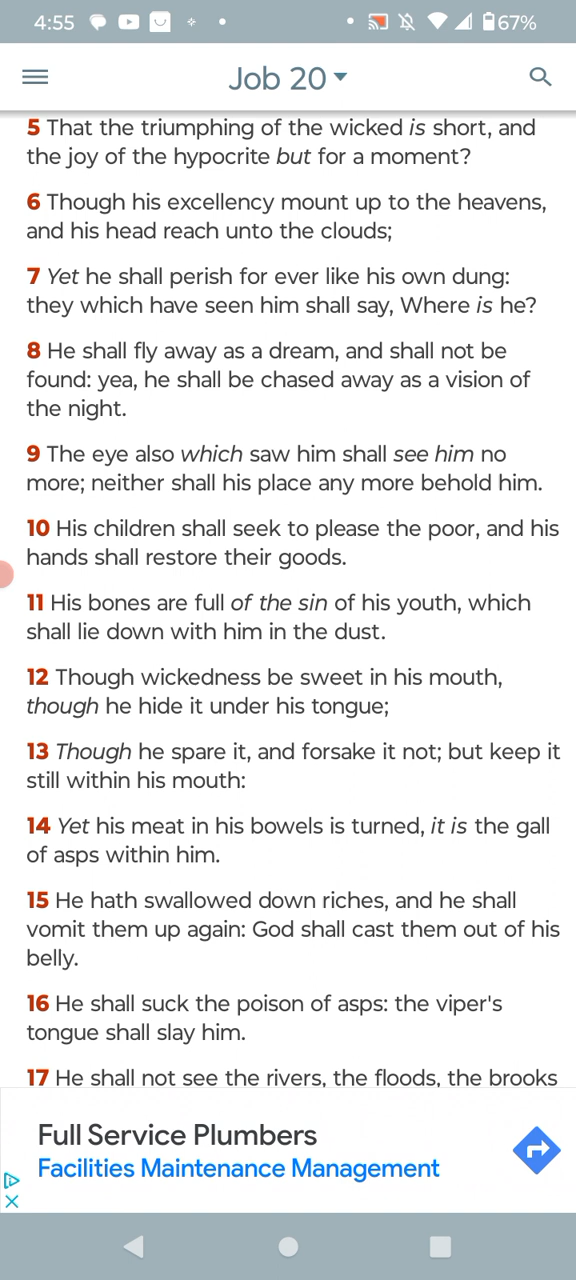 4:55
67%
Job 20
5 That the triumphing of the wicked is short, and
the joy of the hypocrite but for a moment?
6 Though his excellency mount up to the heavens,
and his head reach unto the clouds;
7 Yet he shall perish for ever like his own dung:
they which have seen him shall say, Where is he?
8 He shall fly away as a dream, and shall not be
found: yea, he shall be chased away as a vision of
the night.
9 The eye also which saw him shall see him no
more; neither shall his place any more behold him.
10 His children shall seek to please the poor, and his
hands shall restore their goods.
11 His bones are full of the sin of his youth, which
shall lie down with him in the dust.
12 Though wickedness be sweet in his mouth,
though he hide it under his tongue;
13 Though he spare it, and forsake it not; but keep it
still within his mouth:
14 Yet his meat in his bowels is turned, it is the gall
of asps within him.
15 He hath swallowed down riches, and he shall
vomit them up again: God shall cast them out of his
belly.
16 He shall suck the poison of asps: the viper's
tongue shall slay him.
17 He shall not see the rivers, the floods, the brooks
Full Service Plumbers
Facilities Maintenance Management